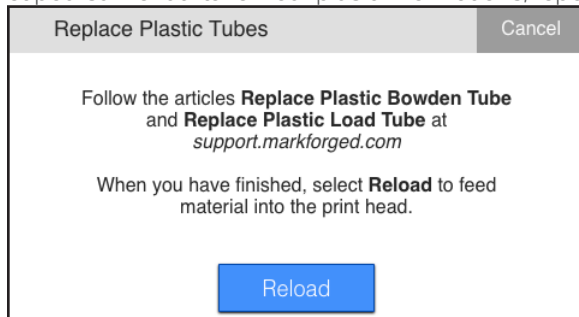 Replace Plastic Tubes
Cancel
Follow the articles Replace Plastic Bowden Tube
and Replace Plastic Load Tube at
support.markforged.com
When you have finished, select Reload to feed
material into the print head.
Reload